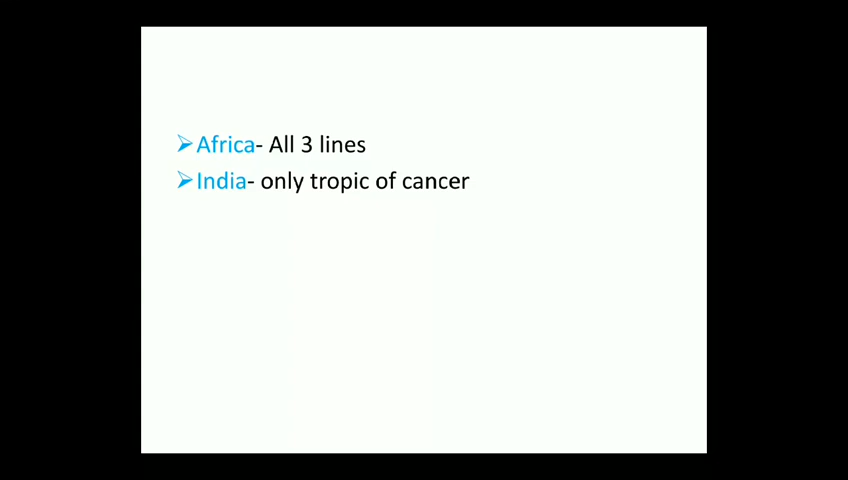 Africa- All 3 lines
India- only tropic of cancer